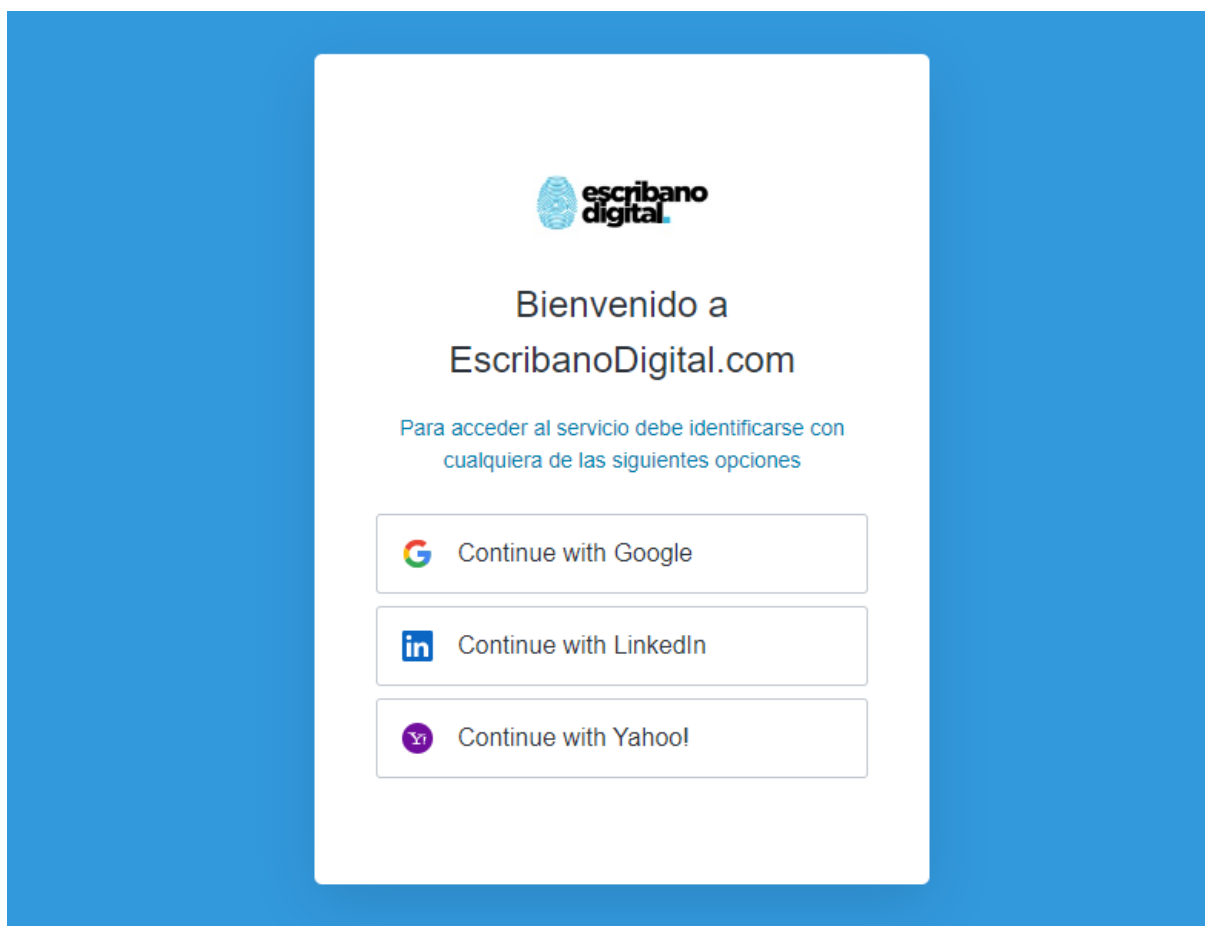 escribano
digital.
Bienvenido a
EscribanoDigital.com
Para acceder al servicio debe identificarse con
cualquiera de las siguientes opciones
Continue with Google
in Continue with LinkedIn
Continue with Yahoo!